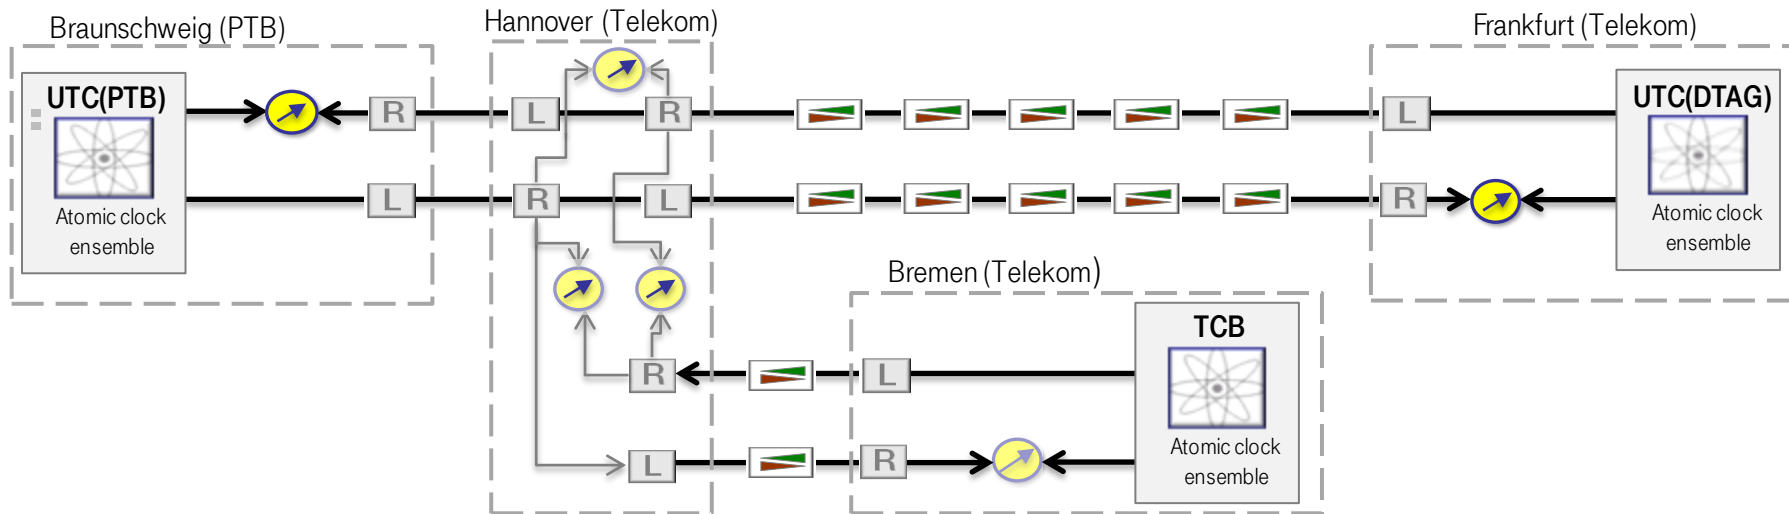 Braunschweig (PTB)
Hannover (Telekom)
Frankfurt (Telekom)
UTC(PTB)
Atomic clock
ensemble
R
L
R
L
L
R
L
R
UTC(DTAG)
Atomic clock
ensemble
Bremen (Telekom)
R
L
L
R
TCB
Atomic clock
ensemble